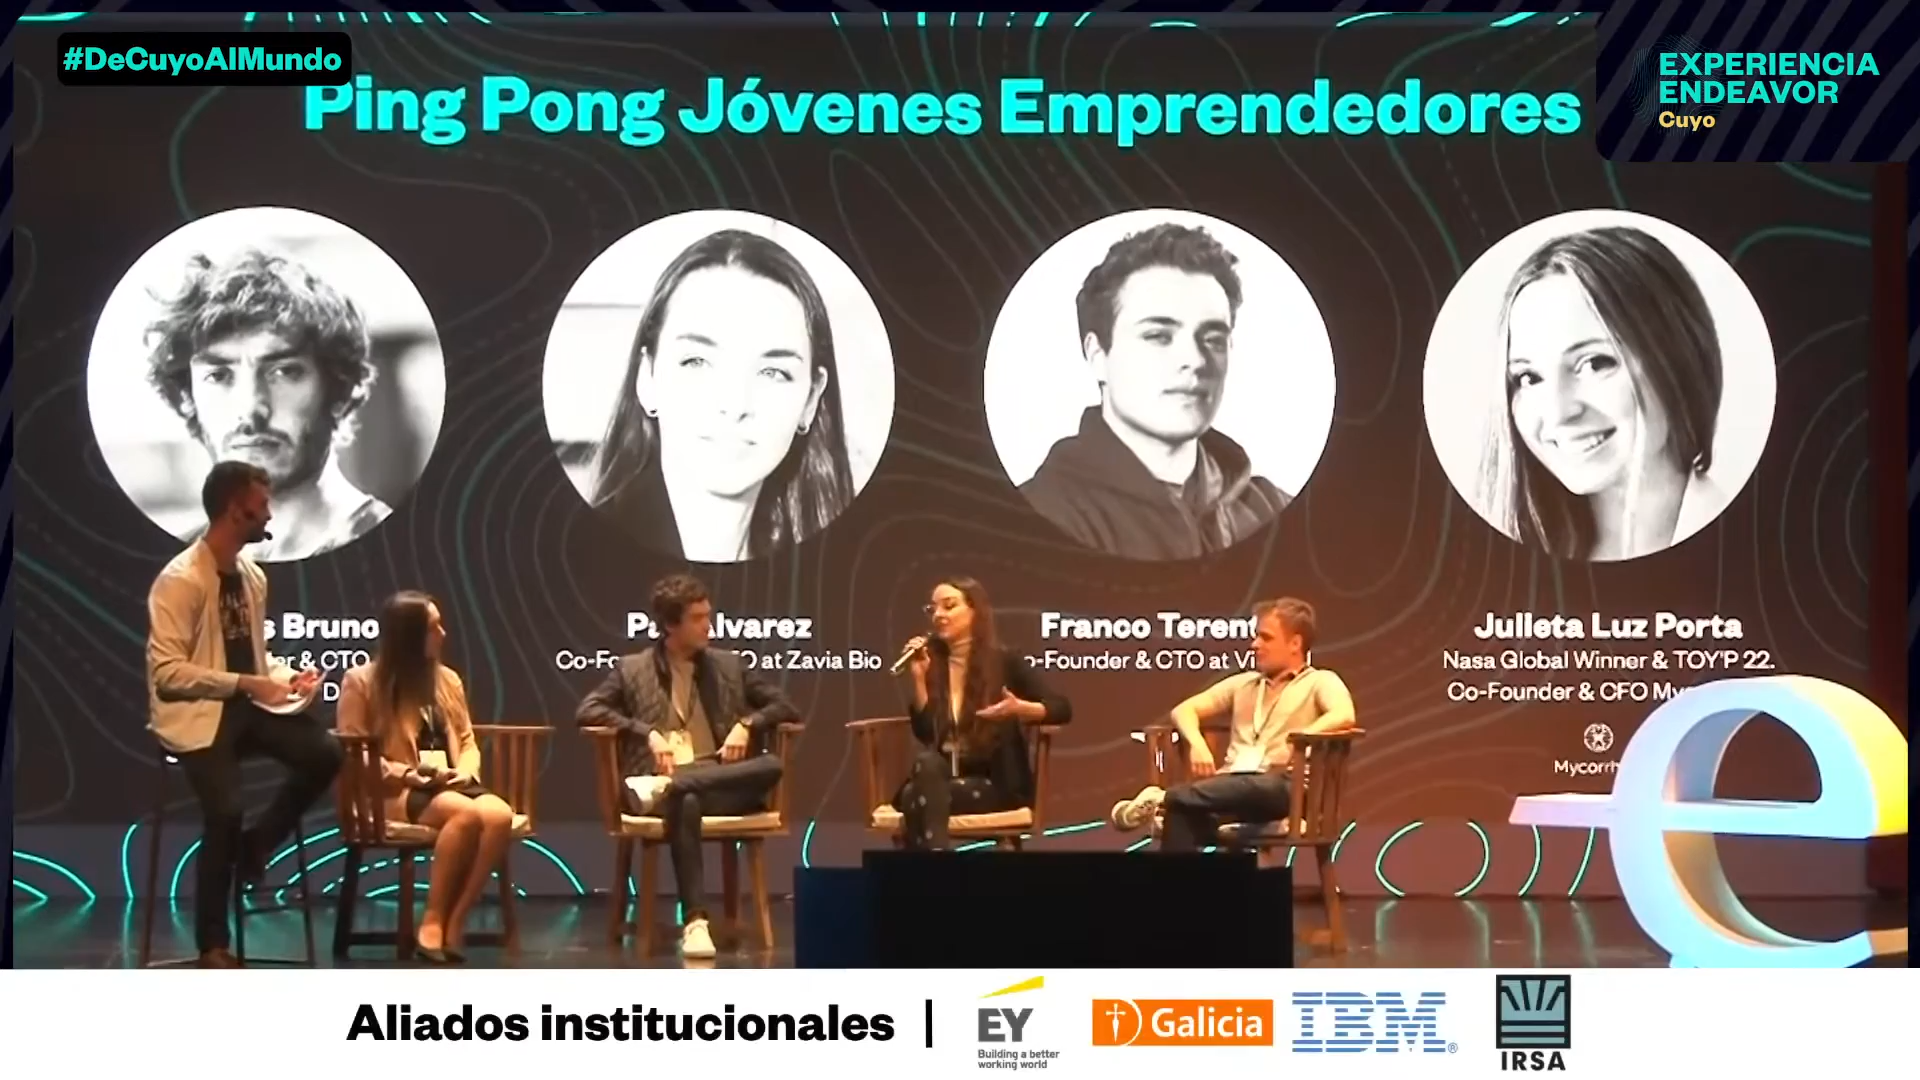 #DeCuyoAlMundo
EXPERIENCIA
ENDEAVOR
Cuyo
Ping Pong Jóvenes Emprendedores
Bruno
& CTO
Alvarez
at Zavia Bio
Franco
-Founder & CTO at
Julieta Luz Porta
Nasa Global Winner & TOY'P 22.
Co-Founder & CFO
e
Aliados institucionales |
EY
Building a better
working world
Galicia
IBM®
IRSA